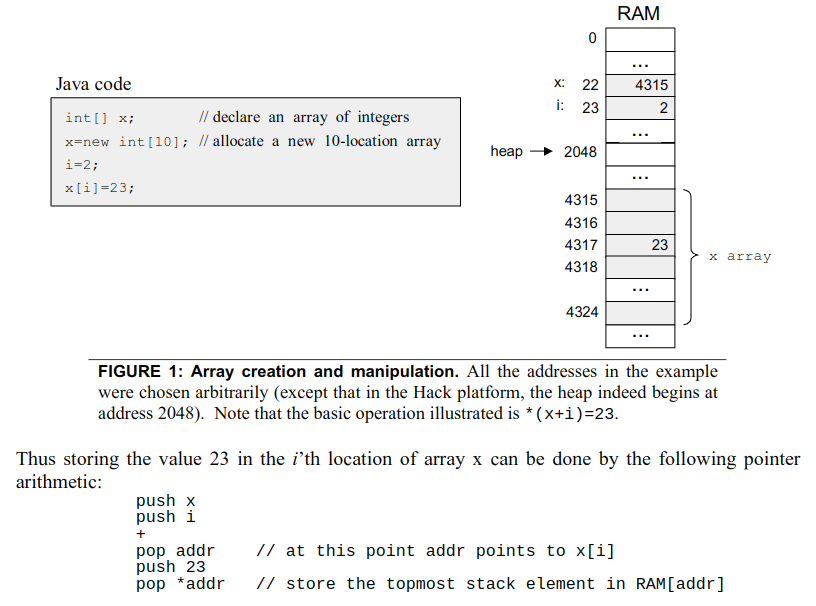 RAM
0
...
Java code
x: 22 4315
int[] x; // declare an array of integers
i: 23 2
x=new int[10]; // allocate a new 10-location array
...
i=2;
heap 2048
x[i]=23;
...
4315
4316
4317 23
x array
4318
...
4324
...
FIGURE 1: Array creation and manipulation. All the addresses in the example
were chosen arbitrarily (except that in the Hack platform, the heap indeed begins at
address 2048). Note that the basic operation illustrated is *(x+i)=23.
Thus storing the value 23 in the i’th location of array x can be done by the following pointer
arithmetic:
push x
push i
+
pop addr // at this point addr points to x[i]
push 23
pop *addr // store the topmost stack element in RAM[addr]